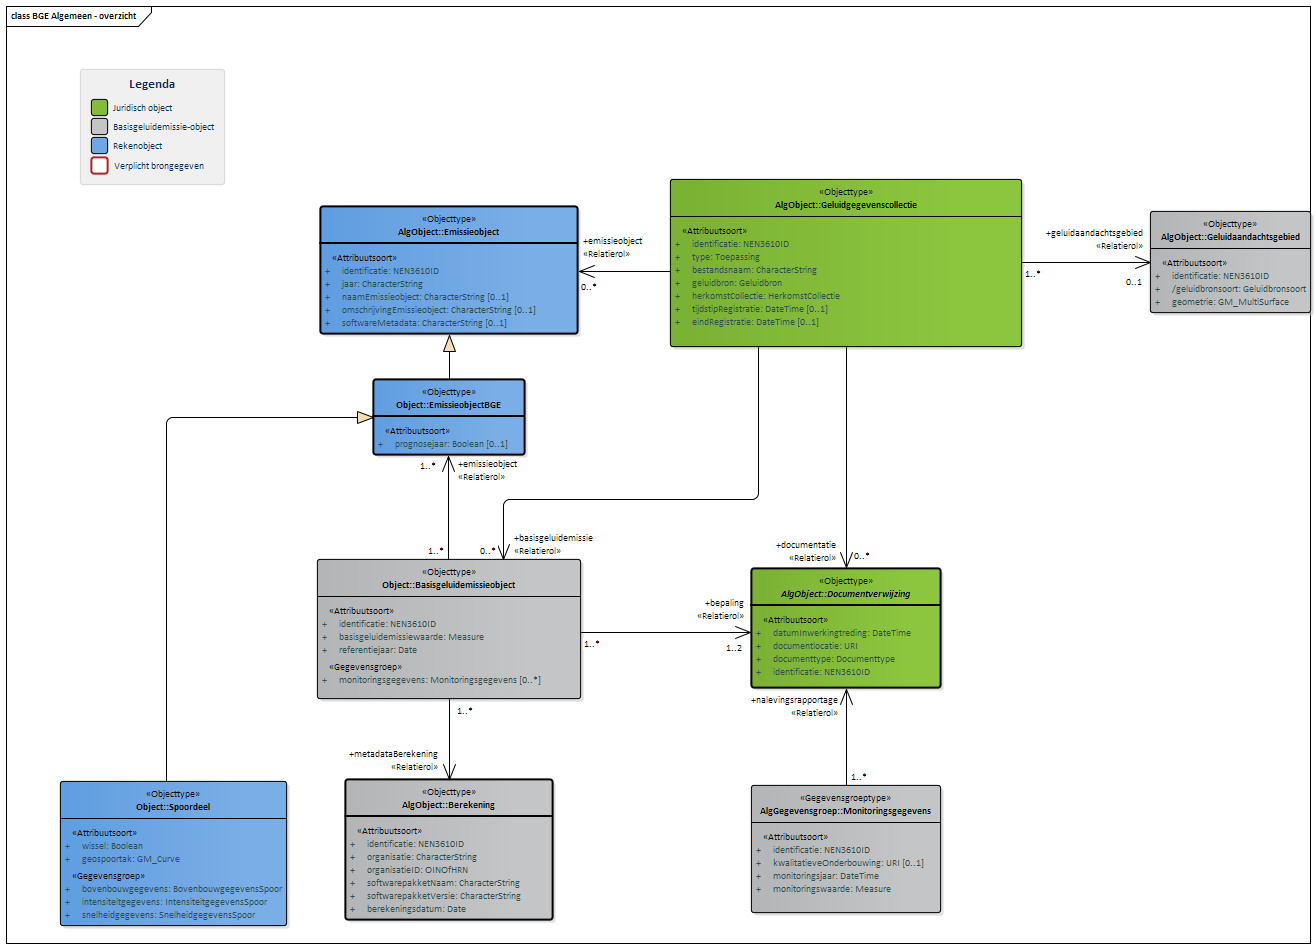 class BGE Algemeen - overzicht
Legenda
Juridisch object
Basisgeluidemissie-object
Rekenobject
Verplicht brongegeven
«Objecttype»
AlgObject::Emissieobject
«Attribuutsoort»
+ identificatie: NEN3610ID
+ jaar: CharacterString
+ naamEmissieobject: CharacterString [0..1]
+ omschrijvingEmissieobject: CharacterString [0..1]
+ softwareMetadata: CharacterString [0..1]
+emissieobject
«Relatierol»
0..*
«Objecttype»
AlgObject::Geluidgegevenscollectie
«Attribuutsoort»
+ identificatie: NEN3610ID
+ type: Toepassing
+ bestandsnaam: CharacterString
+ geluidbron: Geluidbron
+ herkomstCollectie: HerkomstCollectie
+ tijdstipRegistratie: DateTime [0..1]
+ eindRegistratie: DateTime [0..1]
+geluidaandachtsgebied
«Relatierol»
1..*
0..1
«Objecttype»
AlgObject::Geluidaandachtsgebied
«Attribuutsoort»
+ identificatie: NEN3610ID
+ /geluidbronsoort: Geluidbronsoort
+ geometrie: GM_MultiSurface
«Objecttype»
Object::EmissieobjectBGE
«Attribuutsoort»
+ prognosejaar: Boolean [0..1]
1..*
+emissieobject
«Relatierol»
1..*
0..*
+basisgeluidemissie
«Relatierol»
+documentatie
«Relatierol»
0..*
«Objecttype»
Object::Basisgeluidemissieobject
«Attribuutsoort»
+ identificatie: NEN3610ID
+ basisgeluidemissiewaarde: Measure
+ referentiejaar: Date
«Gegevensgroep»
+ monitoringsgegevens: Monitoringsgegevens [0..*]
+bepaling
«Relatierol»
1..*
1..2
«Objecttype»
AlgObject::Documentverwijzing
«Attribuutsoort»
+ datumInwerkingtreding: DateTime
+ documentlocatie: URI
+ documenttype: Documenttype
+ identificatie: NEN3610ID
+nalevingsrapportage
«Relatierol»
1..*
1..*
+metadataBerekening
«Relatierol»
«Objecttype»
Object::Spoordeel
«Attribuutsoort»
+ wissel: Boolean
+ geospoortak: GM_Curve
«Gegevensgroep»
+ bovenbouwgegevens: BovenbouwgegevensSpoor
+ intensiteitgegevens: IntensiteitgegevensSpoor
+ snelheidgegevens: SnelheidgegevensSpoor
«Objecttype»
AlgObject::Berekening
«Attribuutsoort»
+ identificatie: NEN3610ID
+ organisatie: CharacterString
+ organisatieID: OINOfHRN
+ softwarepakketNaam: CharacterString
+ softwarepakketVersie: CharacterString
+ berekeningsdatum: Date
«Gegevensgroeptype»
AlgGegevensgroep::Monitoringsgegevens
«Attribuutsoort»
+ identificatie: NEN3610ID
+ kwalitatieveOnderbouwing: URI [0..1]
+ monitoringsjaar: DateTime
+ monitoringswaarde: Measure